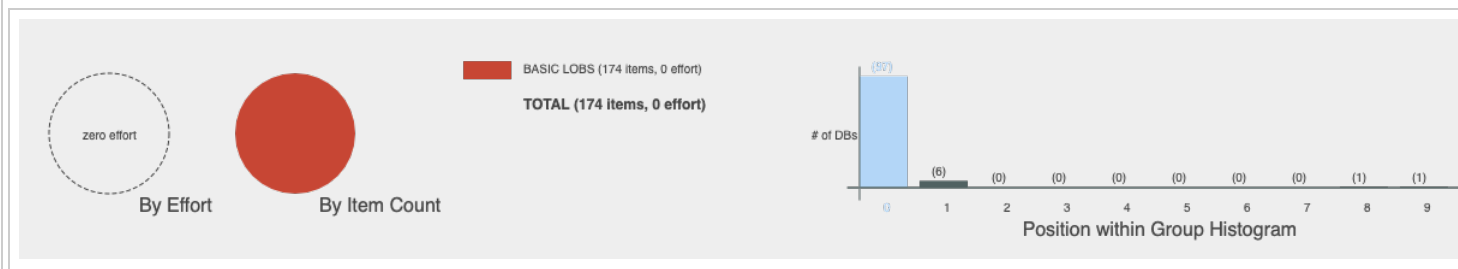 zero effort
By Effort
By Item Count
BASIC LOBS (174 items, 0 effort)
TOTAL (174 items, 0 effort)
# of DBs
(97)
(6)
(0)
(0)
(0)
(0)
(0)
(0)
(1)
(1)
0
1
2
3
4
5
6
7
8
9
Position within Group Histogram